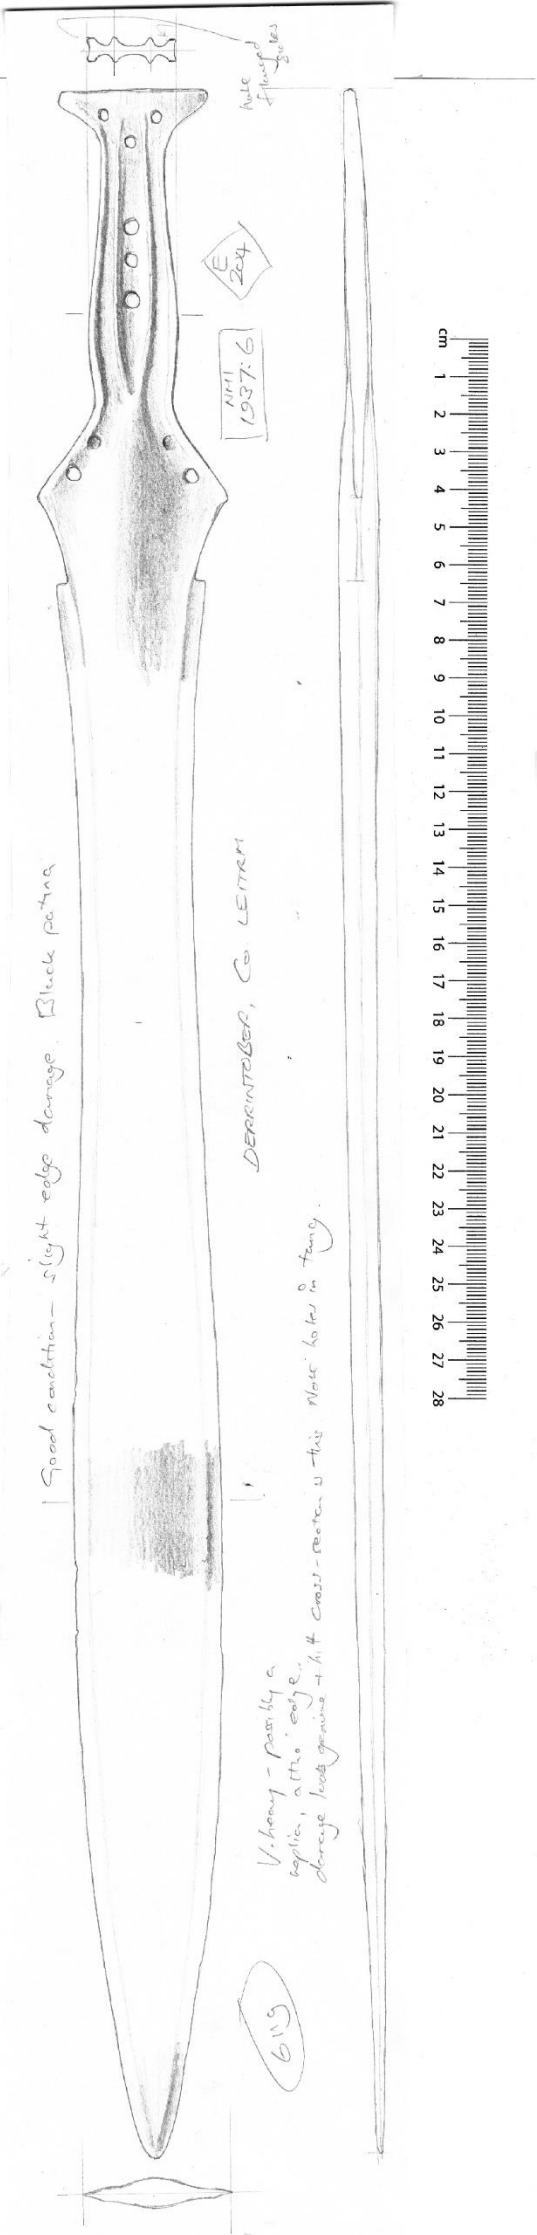 note
flanged
sides
E
204
NMI
1937:6
cm
1
2
3
4
5
6
7
8
9
10
11
12
13
14
15
16
17
18
19
20
21
22
23
24
25
26
27
28
Good condition - slight edge damage. Black patina
DERRINTOBER, Co. LEITRM
V. heavy - possibly a
replica, altho' edge
damage looks genuine + hilt cross-section is thin Note holes in tang.
611g